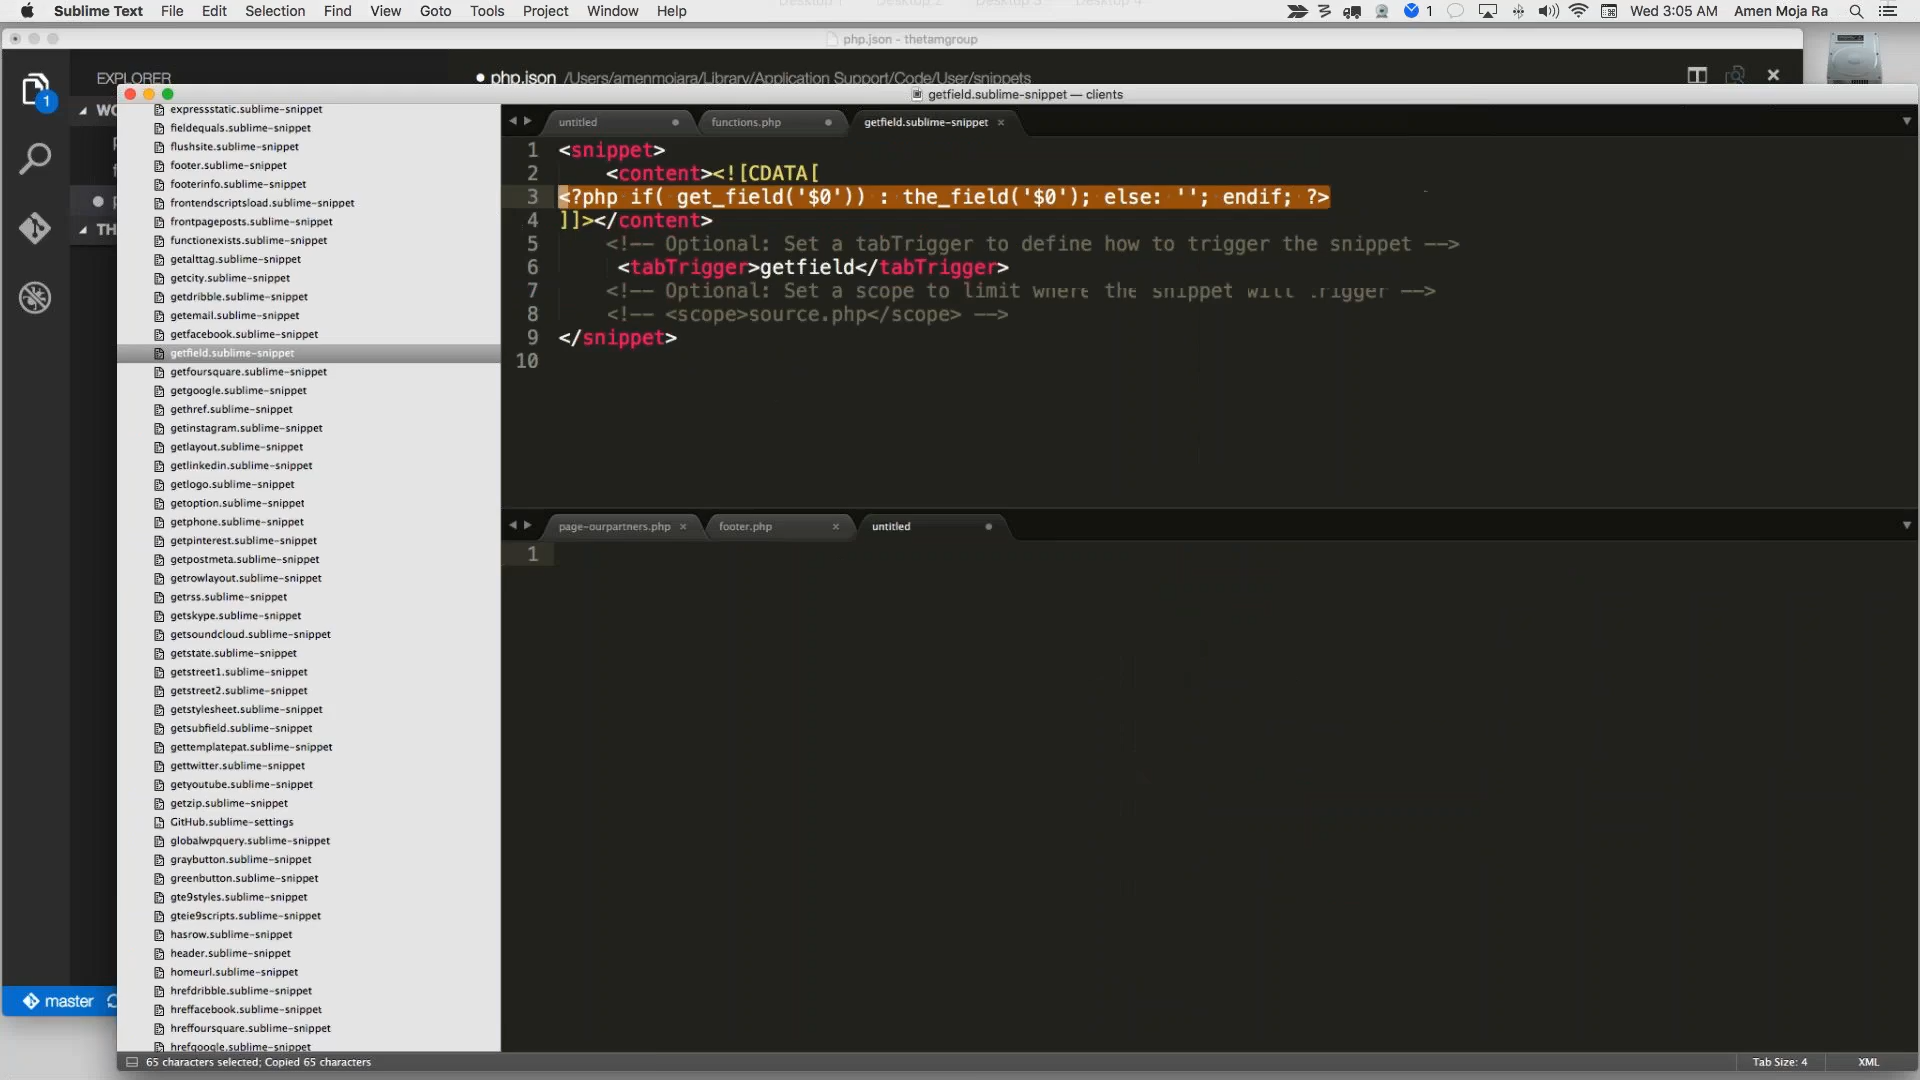 Sublime Text File Edit Selection Find View Goto Tools Project Window Help 1 Wed 3:05 AM Amen Moja Ra
php.json - thetamgroup
EXPLORER
1
php.json /Users/amenmojara/Library/Application Support/Code/User/snippets
getfield.sublime-snippet — clients
WO
TH
master
expressstatic.sublime-snippet
fieldequals.sublime-snippet
flushsite.sublime-snippet
footer.sublime-snippet
footerinfo.sublime-snippet
frontendscriptsload.sublime-snippet
frontpageposts.sublime-snippet
functionexists.sublime-snippet
getalttag.sublime-snippet
getcity.sublime-snippet
getdribble.sublime-snippet
getemail.sublime-snippet
getfacebook.sublime-snippet
getfield.sublime-snippet
getfoursquare.sublime-snippet
getgoogle.sublime-snippet
gethref.sublime-snippet
getinstagram.sublime-snippet
getlayout.sublime-snippet
getlinkedin.sublime-snippet
getlogo.sublime-snippet
getoption.sublime-snippet
getphone.sublime-snippet
getpinterest.sublime-snippet
getpostmeta.sublime-snippet
getrowlayout.sublime-snippet
getrss.sublime-snippet
getskype.sublime-snippet
getsoundcloud.sublime-snippet
getstate.sublime-snippet
getstreet1.sublime-snippet
getstreet2.sublime-snippet
getstylesheet.sublime-snippet
getsubfield.sublime-snippet
gettemplatepat.sublime-snippet
gettwitter.sublime-snippet
getyoutube.sublime-snippet
getzip.sublime-snippet
GitHub.sublime-settings
globalwpquery.sublime-snippet
graybutton.sublime-snippet
greenbutton.sublime-snippet
gte9styles.sublime-snippet
gteie9scripts.sublime-snippet
hasrow.sublime-snippet
header.sublime-snippet
homeurl.sublime-snippet
hrefdribble.sublime-snippet
hreffacebook.sublime-snippet
hreffoursquare.sublime-snippet
hrefgoogle.sublime-snippet
untitled functions.php getfield.sublime-snippet
1 <snippet>
2 <content><![CDATA[
3 <?php if( get_field('$0')) : the_field('$0'); else: ''; endif; ?>
4 ]]></content>
5 <!-- Optional: Set a tabTrigger to define how to trigger the snippet -->
6 <tabTrigger>getfield</tabTrigger>
7 <!-- Optional: Set a scope to limit where the snippet will trigger -->
8 <!-- <scope>source.php</scope> -->
9 </snippet>
10
page-ourpartners.php footer.php untitled
1
65 characters selected; Copied 65 characters Tab Size: 4 XML